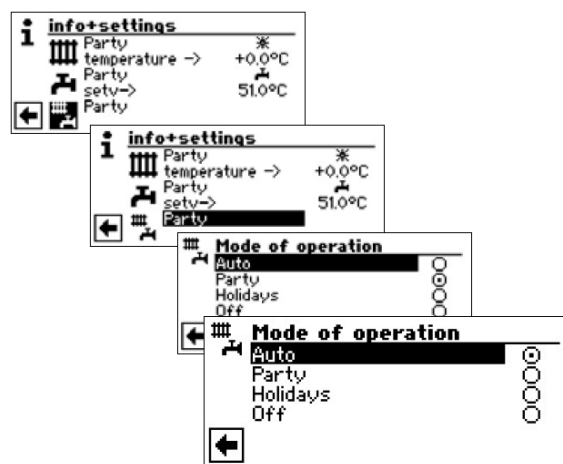 info+settings
Party
temperature -> +0.0°C
Party
setv-> 51.0°C
Party
info+settings
Party
temperature -> +0.0°C
Party
setv-> 51.0°C
Party
Mode of operation
Auto
Party
Holidays
Off
Mode of operation
Auto
Party
Holidays
Off